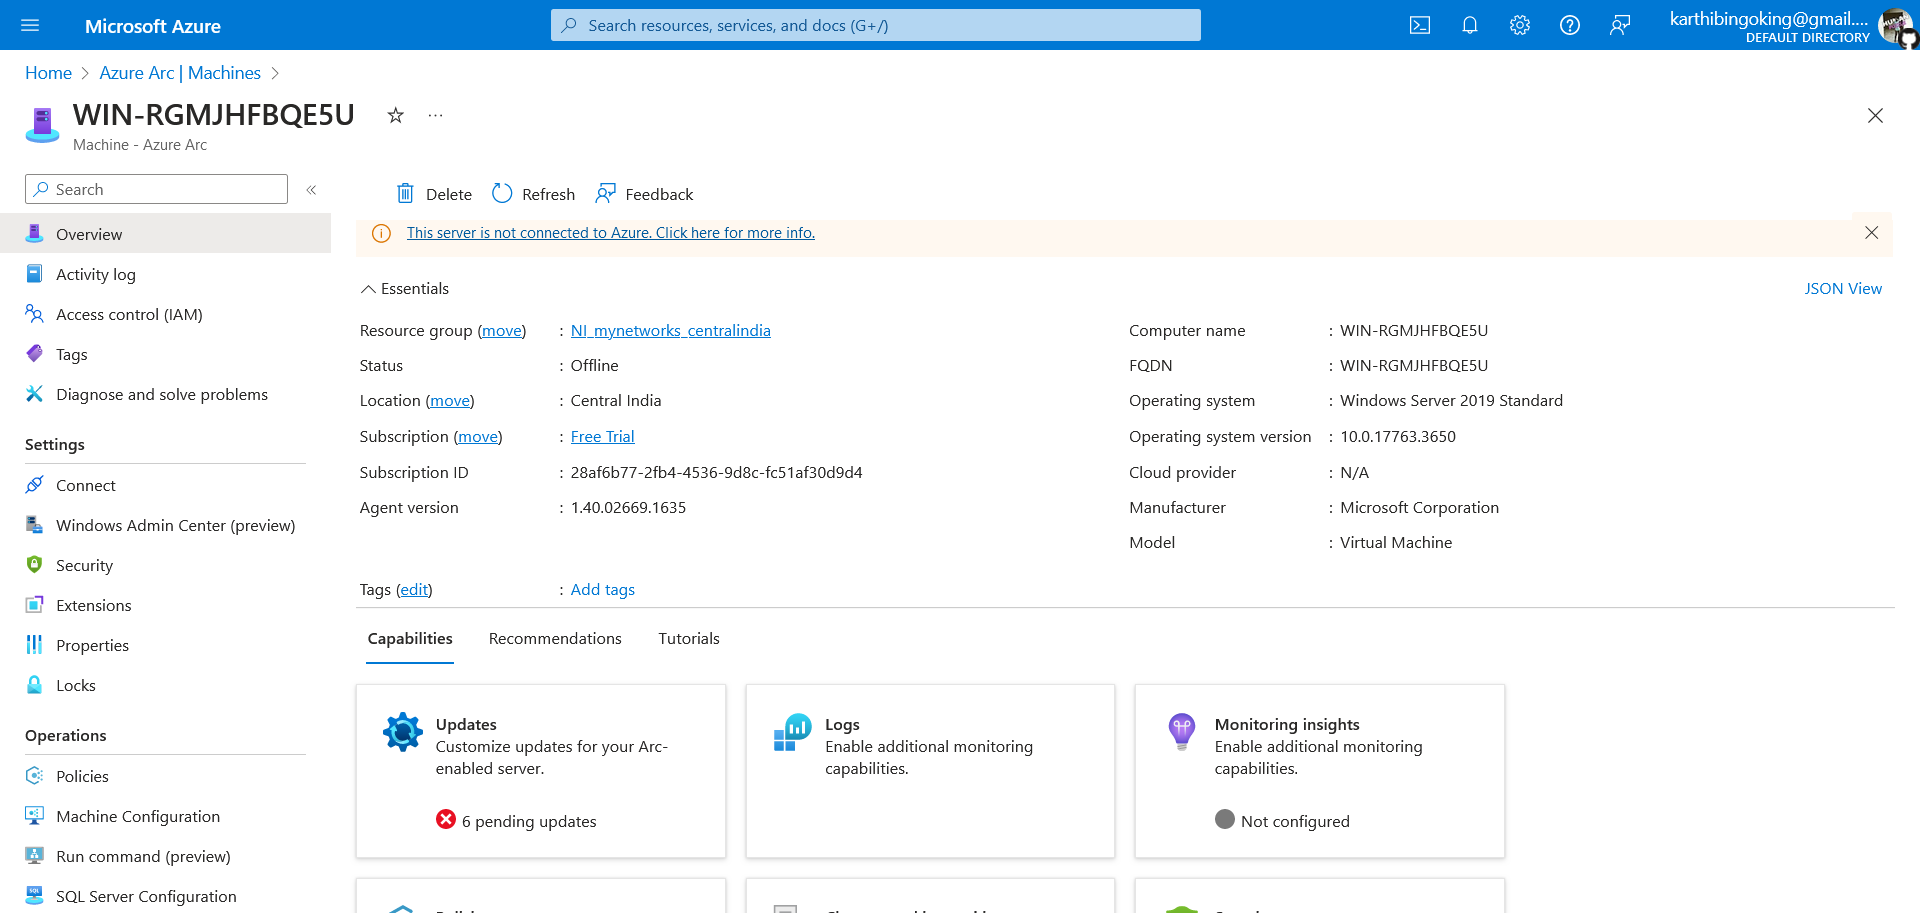 Microsoft Azure
Search resources, services, and docs (G+/)
karthibingoking@gmail....
DEFAULT DIRECTORY
Home > Azure Arc | Machines >
WIN-RGMJHFBQE5U
Machine - Azure Arc
Search
Overview
Activity log
Access control (IAM)
Tags
Diagnose and solve problems
Settings
Connect
Windows Admin Center (preview)
Security
Extensions
Properties
Locks
Operations
Policies
Machine Configuration
Run command (preview)
SQL Server Configuration
Delete
Refresh
Feedback
This server is not connected to Azure. Click here for more info.
Essentials
JSON View
Resource group (move) : NI_mynetworks_centralindia
Status : Offline
Location (move) : Central India
Subscription (move) : Free Trial
Subscription ID : 28af6b77-2fb4-4536-9d8c-fc51af30d9d4
Agent version : 1.40.02669.1635
Computer name : WIN-RGMJHFBQE5U
FQDN : WIN-RGMJHFBQE5U
Operating system : Windows Server 2019 Standard
Operating system version : 10.0.17763.3650
Cloud provider : N/A
Manufacturer : Microsoft Corporation
Model : Virtual Machine
Tags (edit) : Add tags
Capabilities
Recommendations
Tutorials
Updates
Customize updates for your Arc-
enabled server.
6 pending updates
Logs
Enable additional monitoring
capabilities.
Monitoring insights
Enable additional monitoring
capabilities.
Not configured